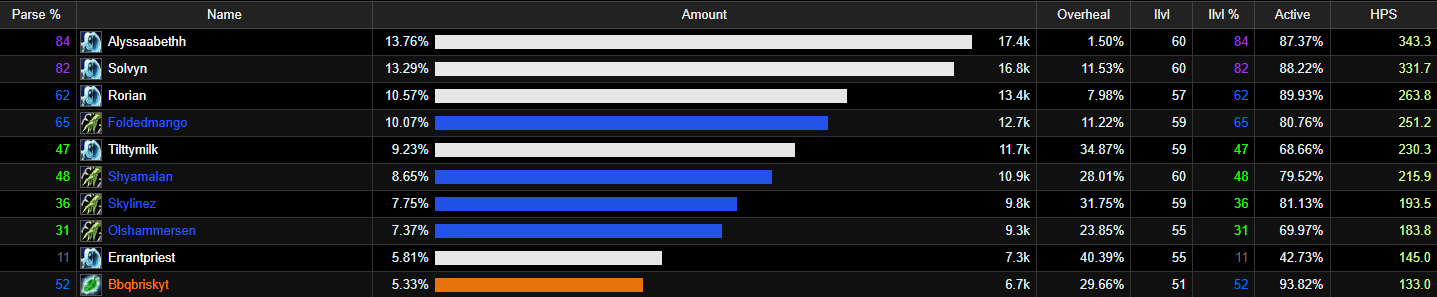 Parse % Name Amount Overheal Ilvl Ilvl % Active HPS
84 Alyssaabethh 13.76% 17.4k 1.50% 60 84 87.37% 343.3
82 Solvyn 13.29% 16.8k 11.53% 60 82 88.22% 331.7
62 Rorian 10.57% 13.4k 7.98% 57 62 89.93% 263.8
65 Foldedmango 10.07% 12.7k 11.22% 59 65 80.76% 251.2
47 Tilttymilk 9.23% 11.7k 34.87% 59 47 68.66% 230.3
48 Shyamalan 8.65% 10.9k 28.01% 60 48 79.52% 215.9
36 Skylinez 7.75% 9.8k 31.75% 59 36 81.13% 193.5
31 Olshammersen 7.37% 9.3k 23.85% 55 31 69.97% 183.8
11 Errantpriest 5.81% 7.3k 40.39% 55 11 42.73% 145.0
52 Bbqbriskyt 5.33% 6.7k 29.66% 51 52 93.82% 133.0